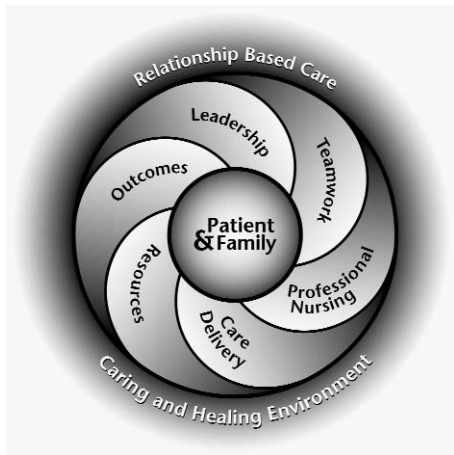 Relationship Based Care
Leadership
Teamwork
Professional
Nursing
Care
Delivery
Resources
Outcomes
Patient
& Family
Caring and Healing Environment